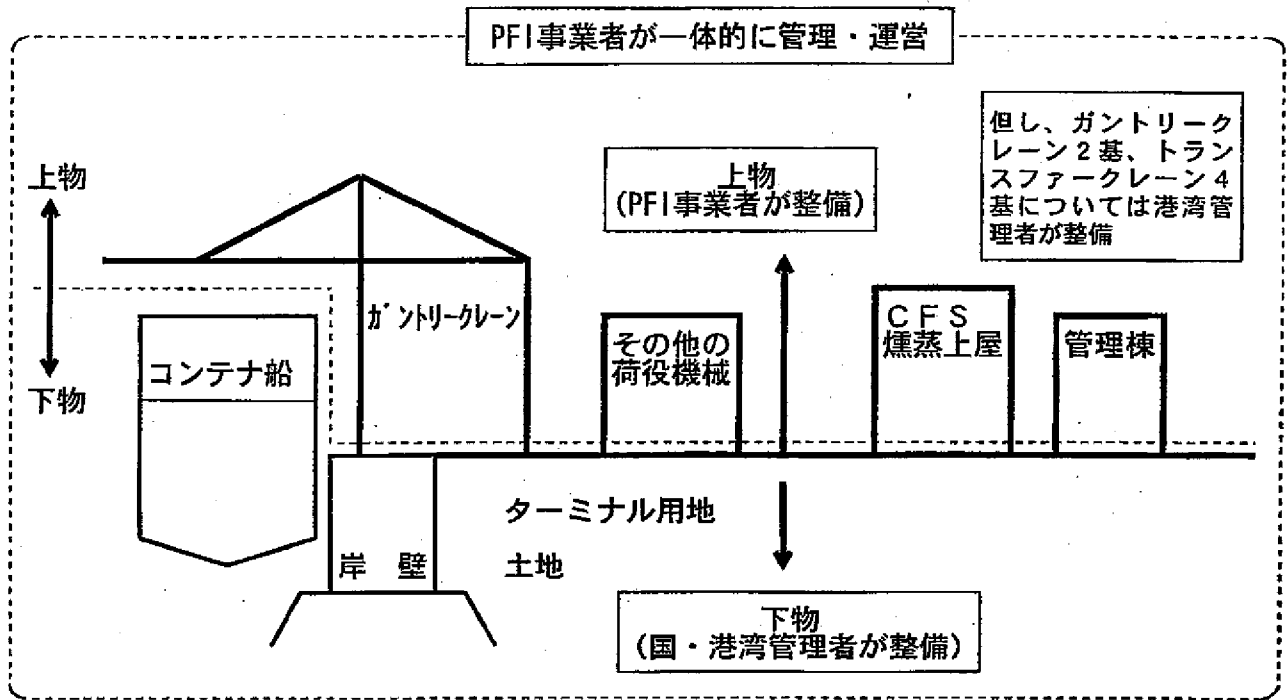 PFI事業者が一体的に管理・運営
但し、ガントリーク
レーン2基、トラン
スファークレーン4
基については港湾管
理者が整備
上物
上物
(PFI事業者が整備)
ガントリークレーン
CFS
燻蒸上屋
その他の
荷役機械
管理棟
コンテナ船
下物
ターミナル用地
岸 壁
土地
下物
(国・港湾管理者が整備)